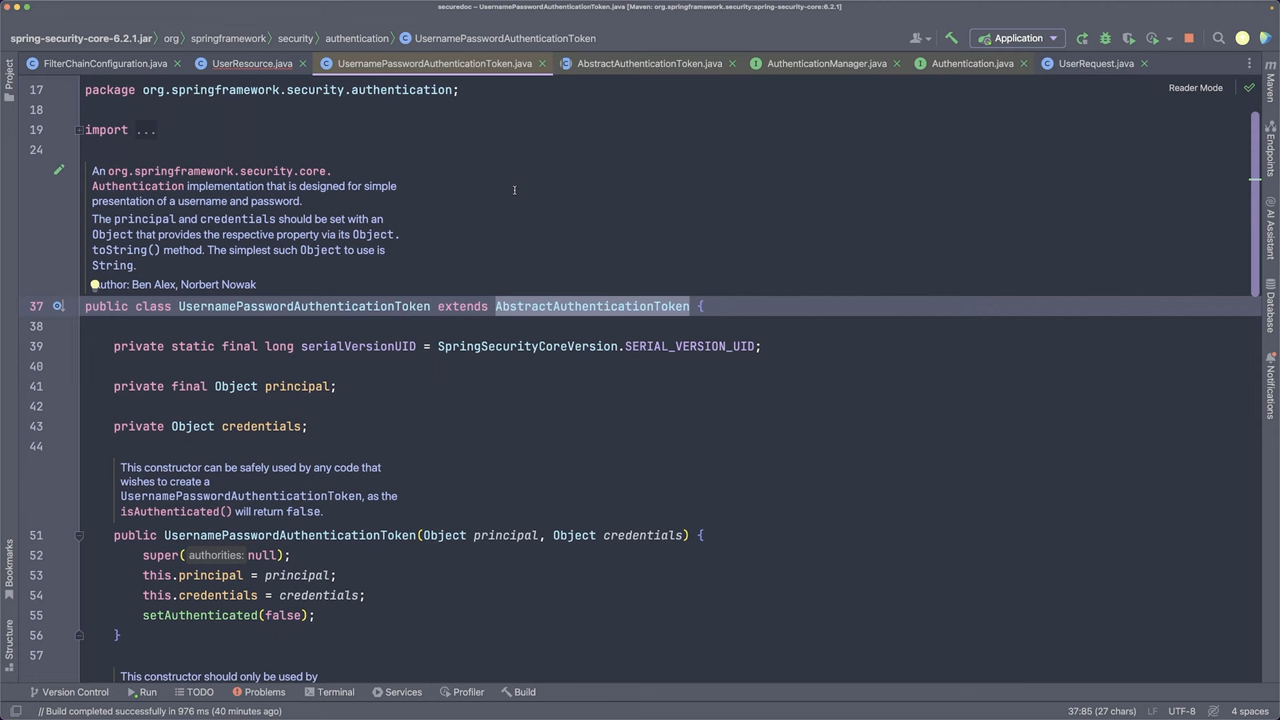 securedoc – UsernamePasswordAuthenticationToken.java [Maven: org.springframework.security:spring-security-core:6.2.1]
spring-security-core-6.2.1.jar org springframework security authentication UsernamePasswordAuthenticationToken Application
FilterChainConfiguration.java UserResource.java UsernamePasswordAuthenticationToken.java AbstractAuthenticationToken.java AuthenticationManager.java Authentication.java UserRequest.java
Project
Maven
Endpoints
AI Assistant
Database
Notifications
Bookmarks
Structure
Reader Mode
17 package org.springframework.security.authentication;
18
19 import ...
24
An org.springframework.security.core.
Authentication implementation that is designed for simple
presentation of a username and password.
The principal and credentials should be set with an
Object that provides the respective property via its Object.
toString() method. The simplest such Object to use is
String.
uthor: Ben Alex, Norbert Nowak
37 public class UsernamePasswordAuthenticationToken extends AbstractAuthenticationToken {
38
39 private static final long serialVersionUID = SpringSecurityCoreVersion.SERIAL_VERSION_UID;
40
41 private final Object principal;
42
43 private Object credentials;
44
This constructor can be safely used by any code that
wishes to create a
UsernamePasswordAuthenticationToken, as the
isAuthenticated() will return false.
51 public UsernamePasswordAuthenticationToken(Object principal, Object credentials) {
52 super( authorities: null);
53 this.principal = principal;
54 this.credentials = credentials;
55 setAuthenticated(false);
56 }
57
This constructor should only be used by
Version Control Run TODO Problems Terminal Services Profiler Build
// Build completed successfully in 976 ms (40 minutes ago) 37:85 (27 chars) LF UTF-8 4 spaces